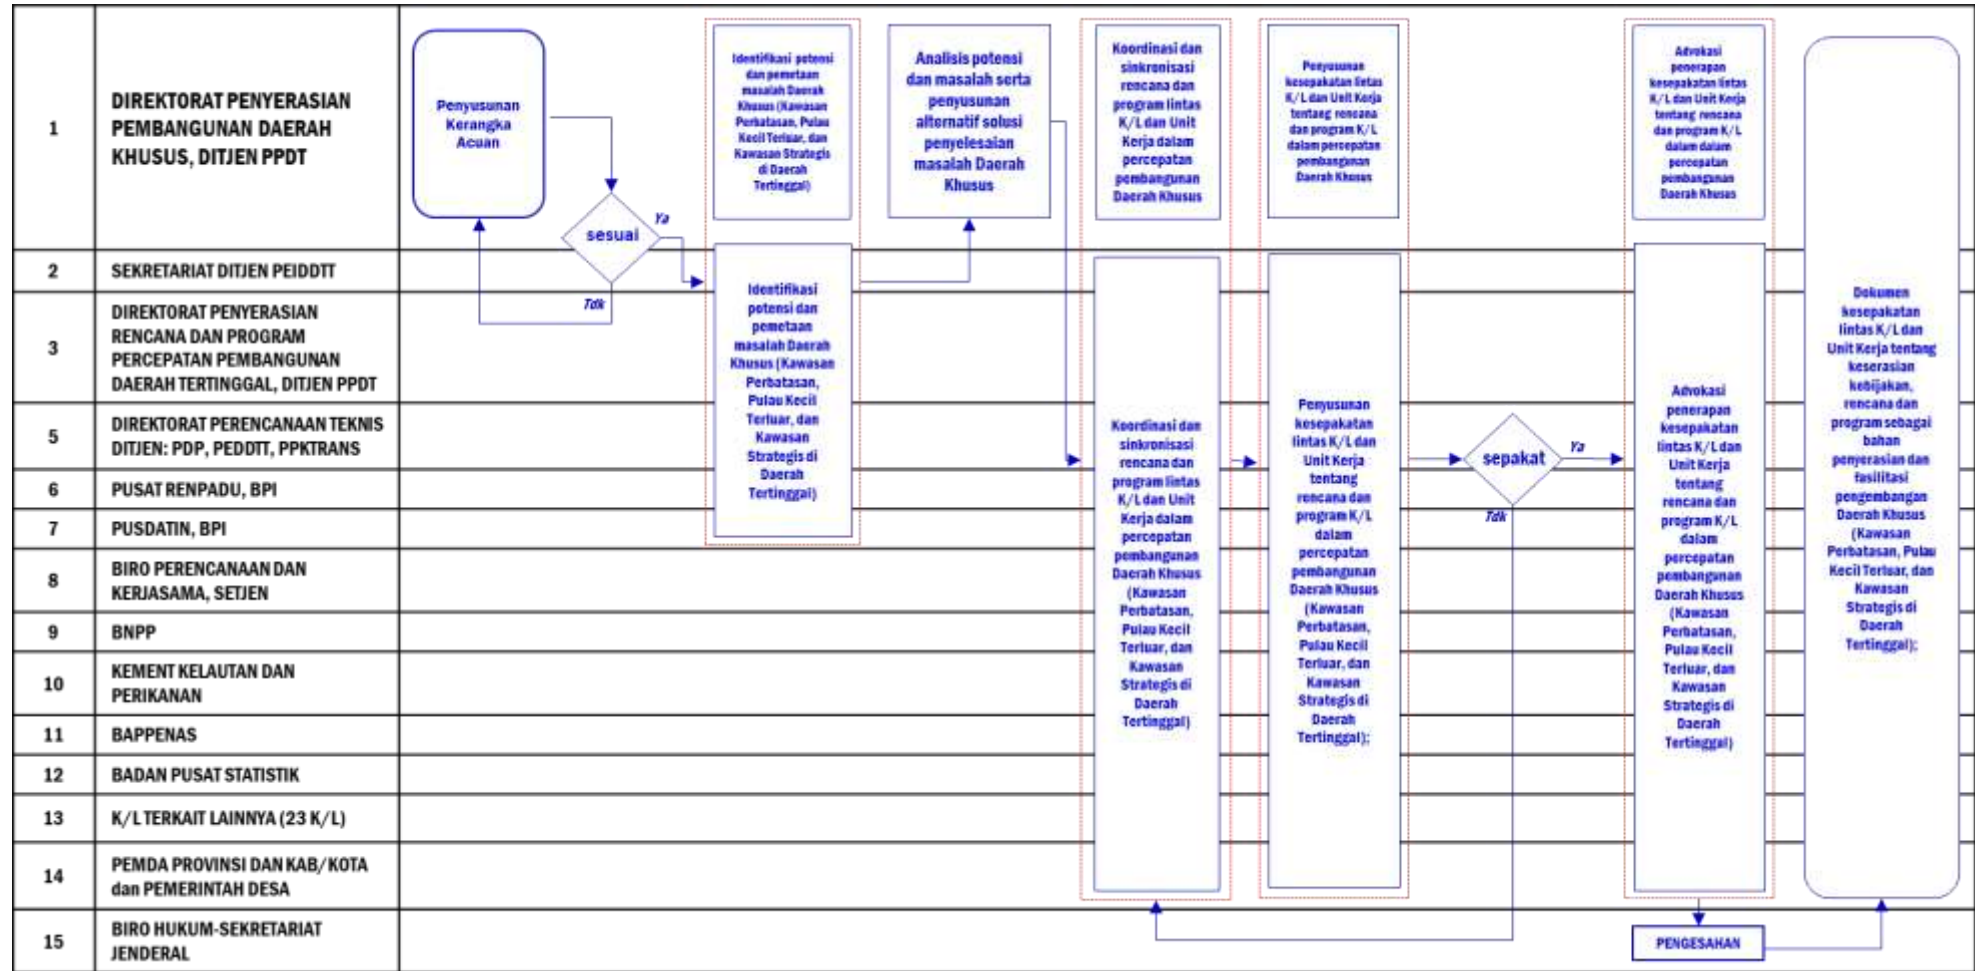 1
DIREKTORAT PENYERASIAN
PEMBANGUNAN DAERAH
KHUSUS, DITJEN PPDT
2
SEKRETARIAT DITJEN PEIDDTT
3
DIREKTORAT PENYERASIAN
RENCANA DAN PROGRAM
PERCEPATAN PEMBANGUNAN
DAERAH TERTINGGAL, DITJEN PPDT
5
DIREKTORAT PERENCANAAN TEKNIS
DITJEN: PDP, PEDDTT, PPKTRANS
6
PUSAT RENPADU, BPI
7
PUSDATIN, BPI
8
BIRO PERENCANAAN DAN
KERJASAMA, SETJEN
9
BNPP
10
KEMENT KELAUTAN DAN
PERIKANAN
11
BAPPENAS
12
BADAN PUSAT STATISTIK
13
K/L TERKAIT LAINNYA (23 K/L)
14
PEMDA PROVINSI DAN KAB/KOTA
dan PEMERINTAH DESA
15
BIRO HUKUM-SEKRETARIAT
JENDERAL
Penyusunan
Kerangka
Acuan
sesuai
Ya
Tdk
Identifikasi potensi
dan pemetaan
masalah Daerah
Khusus (Kawasan
Perbatasan, Pulau
Kecil Terluar, dan
Kawasan Strategis
di Daerah
Tertinggal)
Identifikasi
potensi dan
pemetaan
masalah Daerah
Khusus (Kawasan
Perbatasan,
Pulau Kecil
Terluar, dan
Kawasan
Strategis di
Daerah
Tertinggal)
Analisis potensi
dan masalah serta
penyusunan
alternatif solusi
penyelesaian
masalah Daerah
Khusus
Koordinasi dan
sinkronisasi
rencana dan
program lintas
K/L dan Unit
Kerja dalam
percepatan
pembangunan
Daerah Khusus
Koordinasi dan
sinkronisasi
rencana dan
program lintas
K/L dan Unit
Kerja dalam
percepatan
pembangunan
Daerah Khusus
(Kawasan
Perbatasan,
Pulau Kecil
Terluar, dan
Kawasan
Strategis di
Daerah
Tertinggal)
Penyusunan
kesepakatan lintas
K/L dan Unit Kerja
tentang rencana
dan program K/L
dalam percepatan
pembangunan
Daerah Khusus
Penyusunan
kesepakatan
lintas K/L dan
Unit Kerja
tentang
rencana dan
program K/L
dalam
percepatan
pembangunan
Daerah Khusus
(Kawasan
Perbatasan,
Pulau Kecil
Terluar, dan
Kawasan
Strategis di
Daerah
Tertinggal);
sepakat
Ya
Tdk
Advokasi
penerapan
kesepakatan lintas
K/L dan Unit Kerja
tentang rencana
dan program K/L
dalam dalam
percepatan
pembangunan
Daerah Khusus
Advokasi
penerapan
kesepakatan
lintas K/L dan
Unit Kerja
tentang
rencana dan
program K/L
dalam
percepatan
pembangunan
Daerah Khusus
(Kawasan
Perbatasan,
Pulau Kecil
Terluar, dan
Kawasan
Strategis di
Daerah
Tertinggal)
PENGESAHAN
Dokumen
kesepakatan
lintas K/L dan
Unit Kerja tentang
keserasian
kebijakan,
rencana dan
program sebagai
bahan
penyerasian dan
fasilitasi
pengembangan
Daerah Khusus
(Kawasan
Perbatasan, Pulau
Kecil Terluar, dan
Kawasan
Strategis di
Daerah
Tertinggal);